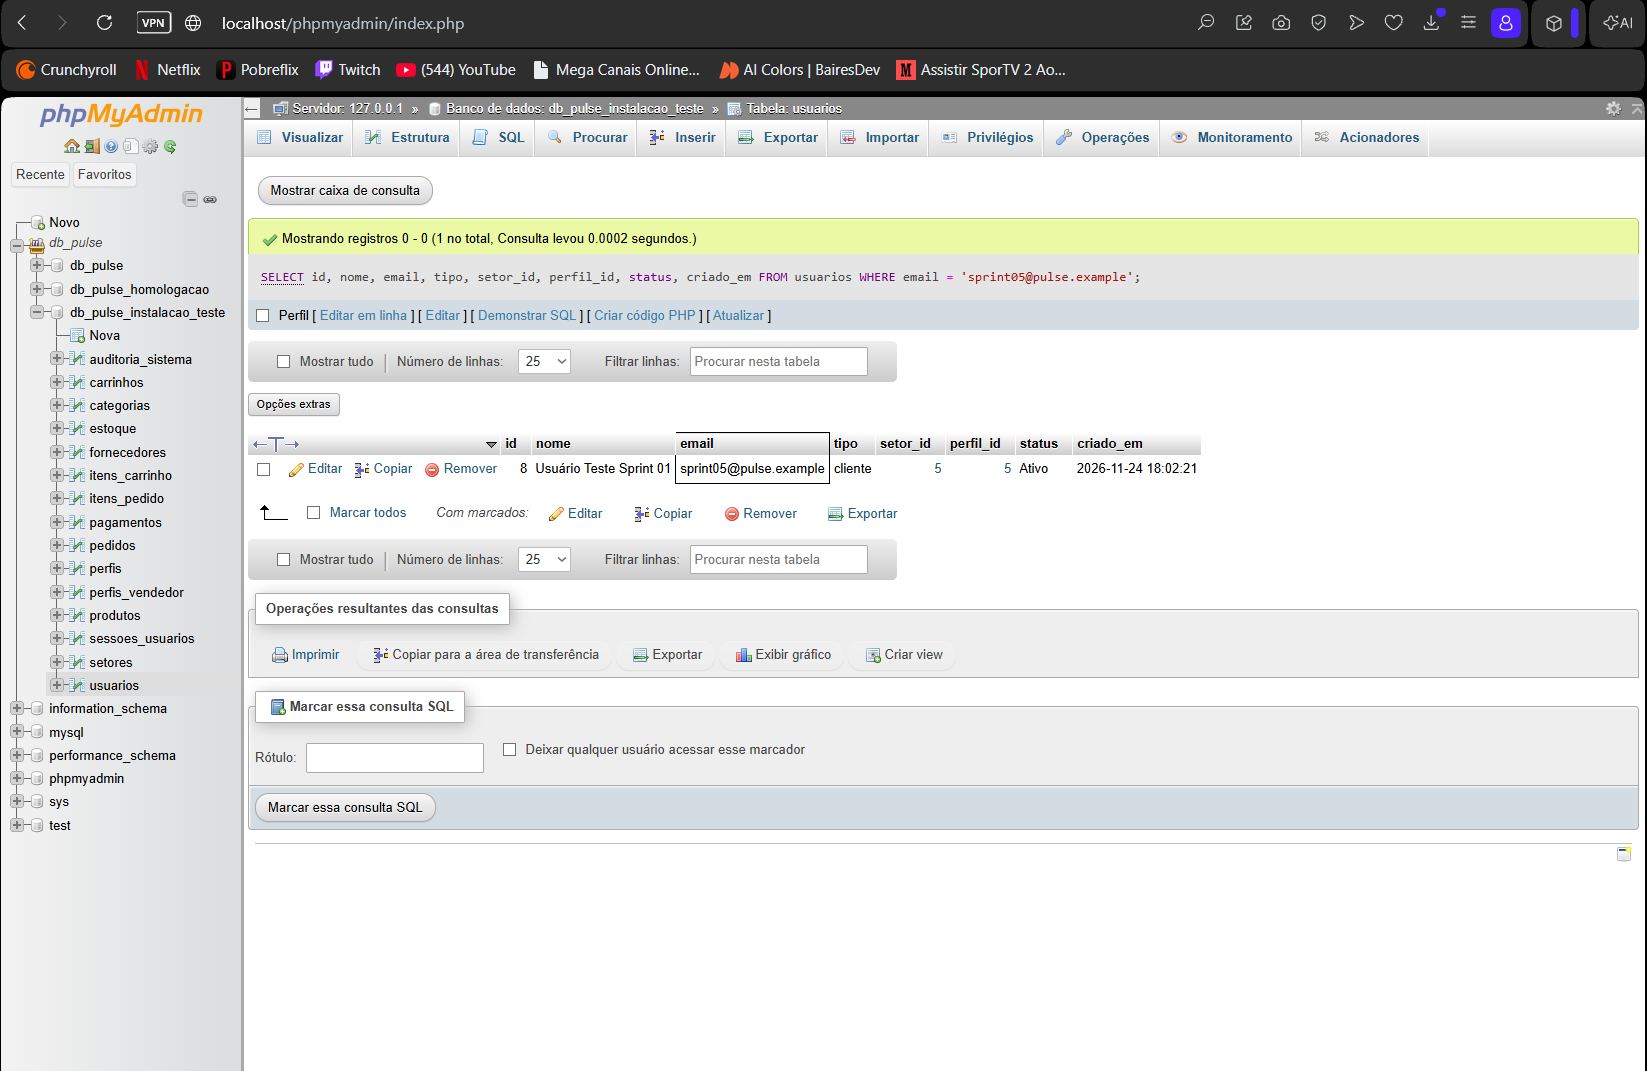 VPN localhost/phpmyadmin/index.php AI
Crunchyroll Netflix Pobreflix Twitch (544) YouTube Mega Canais Online... AI Colors | BairesDev Assistir SporTV 2 Ao...
phpMyAdmin
Recente Favoritos
Novo
db_pulse
db_pulse
db_pulse_homologacao
db_pulse_instalacao_teste
Nova
auditoria_sistema
carrinhos
categorias
estoque
fornecedores
itens_carrinho
itens_pedido
pagamentos
pedidos
perfis
perfis_vendedor
produtos
sessoes_usuarios
setores
usuarios
information_schema
mysql
performance_schema
phpmyadmin
sys
test
Servidor: 127.0.0.1 » Banco de dados: db_pulse_instalacao_teste » Tabela: usuarios
Visualizar Estrutura SQL Procurar Inserir Exportar Importar Privilégios Operações Monitoramento Acionadores
Mostrar caixa de consulta
Mostrando registros 0 - 0 (1 no total, Consulta levou 0.0002 segundos.)
SELECT id, nome, email, tipo, setor_id, perfil_id, status, criado_em FROM usuarios WHERE email = 'sprint05@pulse.example';
Perfil [ Editar em linha ] [ Editar ] [ Demonstrar SQL ] [ Criar código PHP ] [ Atualizar ]
Mostrar tudo Número de linhas: 25 Filtrar linhas: Procurar nesta tabela
Opções extras
id nome email tipo setor_id perfil_id status criado_em
Editar Copiar Remover 8 Usuário Teste Sprint 01 sprint05@pulse.example cliente 5 5 Ativo 2026-11-24 18:02:21
Marcar todos Com marcados: Editar Copiar Remover Exportar
Mostrar tudo Número de linhas: 25 Filtrar linhas: Procurar nesta tabela
Operações resultantes das consultas
Imprimir Copiar para a área de transferência Exportar Exibir gráfico Criar view
Marcar essa consulta SQL
Rótulo: Deixar qualquer usuário acessar esse marcador
Marcar essa consulta SQL